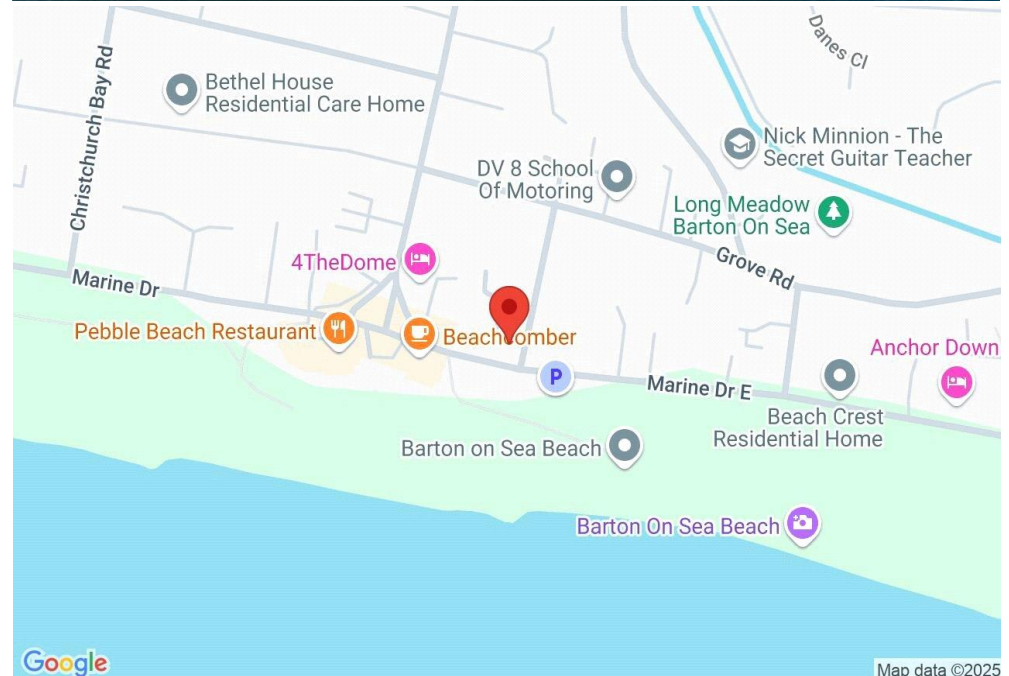 Danes Cl
Christchurch Bay Rd
Bethel House
Residential Care Home
Nick Minnion - The
Secret Guitar Teacher
DV 8 School
Of Motoring
Long Meadow
Barton On Sea
Grove Rd
4TheDome
Marine Dr
Pebble Beach Restaurant
Beachcomber
Anchor Down
P
Marine Dr E
Beach Crest
Residential Home
Barton on Sea Beach
Barton On Sea Beach
Google
Map data ©2025